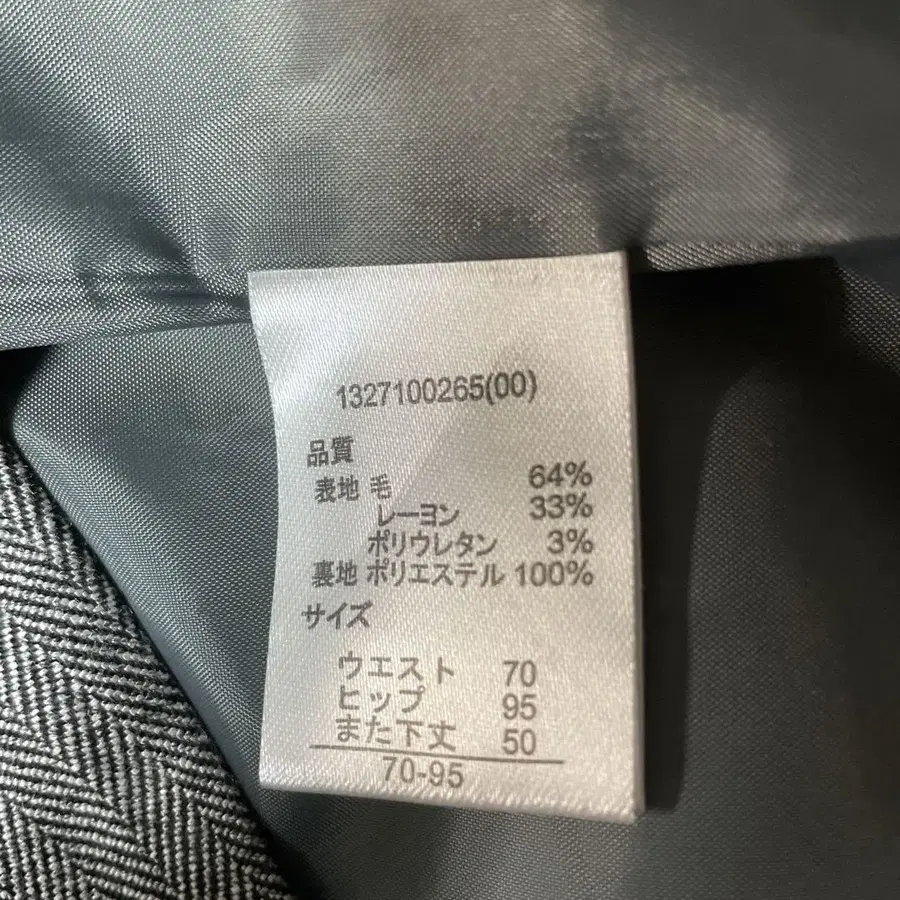 1327100265(00)
品質
表地 毛 64%
レーヨン 33%
ポリウレタン 3%
裏地 ポリエステル 100%
サイズ
ウエスト 70
ヒップ 95
また下丈 50
70-95